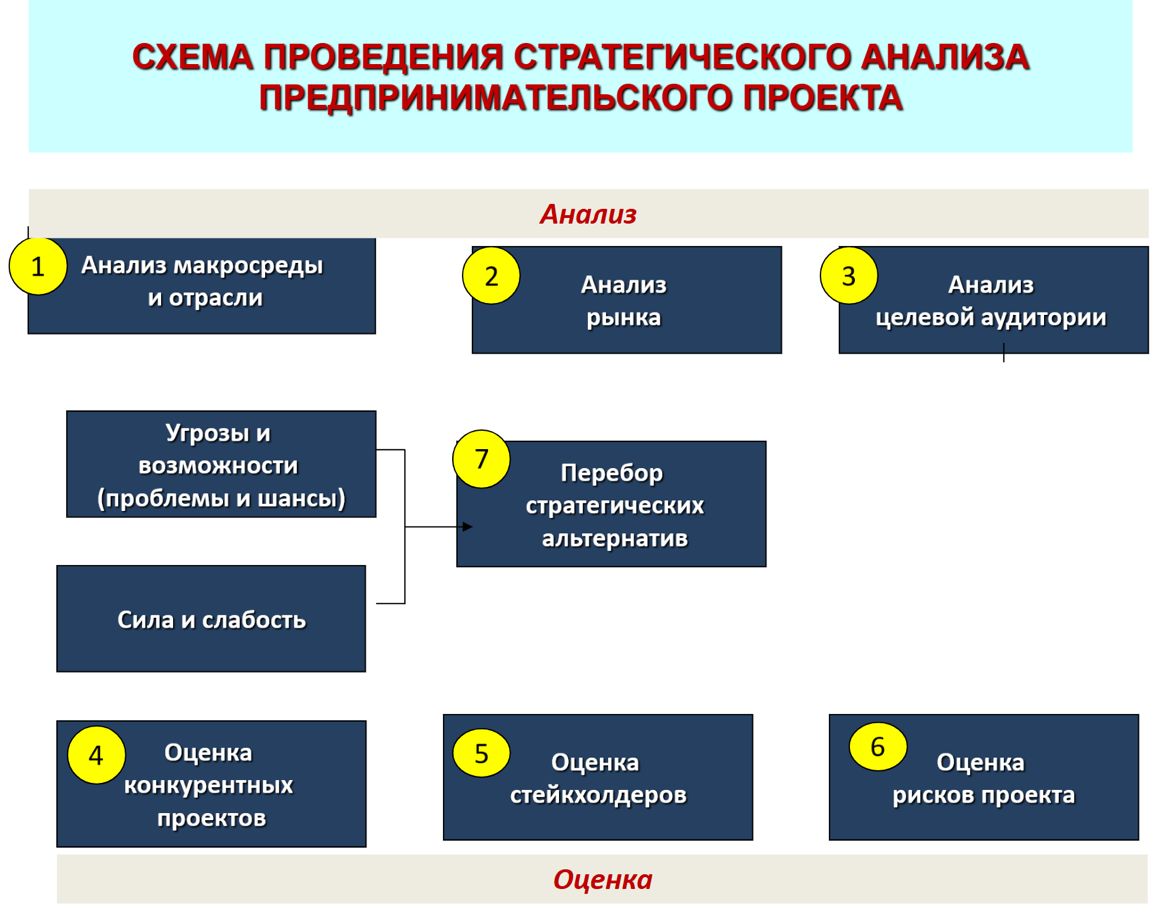 СХЕМА ПРОВЕДЕНИЯ СТРАТЕГИЧЕСКОГО АНАЛИЗА
ПРЕДПРИНИМАТЕЛЬСКОГО ПРОЕКТА
Анализ
1
Анализ макросреды
и отрасли
2
Анализ
рынка
3
Анализ
целевой аудитории
Угрозы и
возможности
(проблемы и шансы)
7
Перебор
стратегических
альтернатив
Сила и слабость
4
Оценка
конкурентных
проектов
5
Оценка
стейкхолдеров
6
Оценка
рисков проекта
Оценка